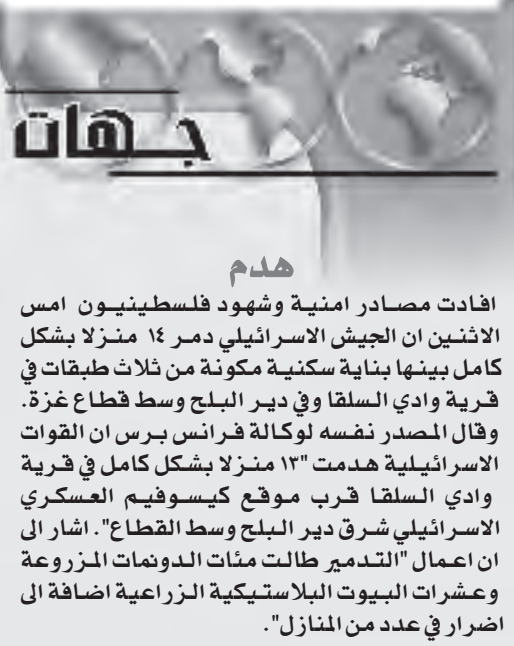 جهات
هدم
افادت مصادر امنية وشهود فلسطينيون امس
الاثنين ان الجيش الاسرائيلي دمر ١٤ منزلا بشكل
كامل بينها بناية سكنية مكونة من ثلاث طبقات في
قرية وادي السلقا وفي دير البلح وسط قطاع غزة.
وقال المصدر نفسه لوكالة فرانس برس ان القوات
الاسرائيلية هدمت "١٣ منزلا بشكل كامل في قرية
وادي السلقا قرب موقع كيسوفيم العسكري
الاسرائيلي شرق دير البلح وسط القطاع". اشار الى
ان اعمال "التدمير طالت مئات الدونمات المزروعة
وعشرات البيوت البلاستيكية الزراعية اضافة الى
اضرار في عدد من المنازل".